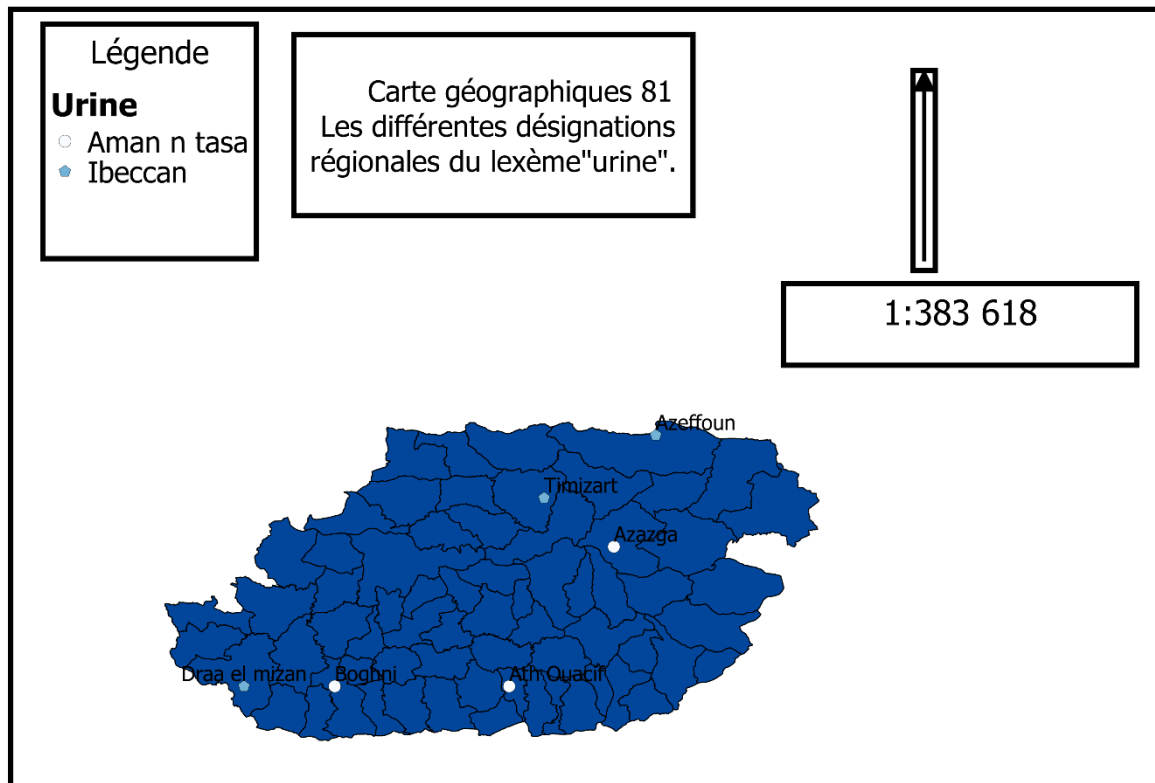 Légende
Urine
Aman n tasa
Ibeccan
Carte géographiques 81
Les différentes désignations
régionales du lexème"urine".
1:383 618
Azeffoun
Timizart
Azazga
Draa el mizan
Boghni
Ath Ouacif